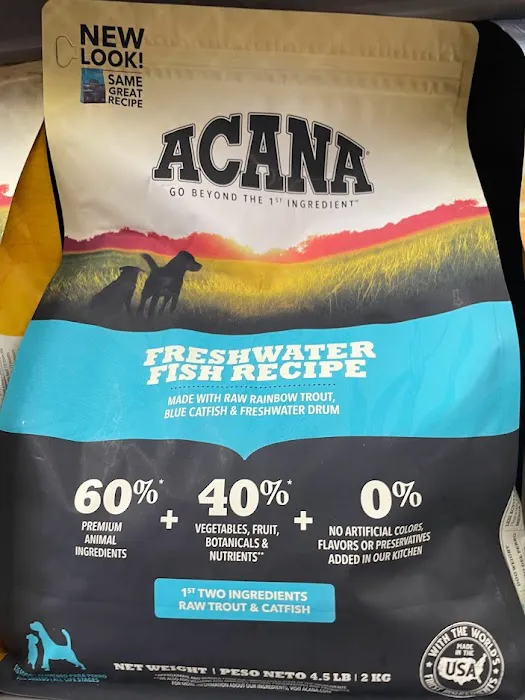 NEW
LOOK!
SAME
GREAT
RECIPE
ACANA
GO BEYOND THE 1ST INGREDIENT™
FRESHWATER
FISH RECIPE
MADE WITH RAW RAINBOW TROUT,
BLUE CATFISH & FRESHWATER DRUM
60%* + 40%* + 0%
PREMIUM
ANIMAL
INGREDIENTS
VEGETABLES, FRUIT,
BOTANICALS &
NUTRIENTS**
NO ARTIFICIAL COLORS,
FLAVORS OR PRESERVATIVES
ADDED IN OUR KITCHEN
1ST TWO INGREDIENTS
RAW TROUT & CATFISH
NET WEIGHT | PESO NETO 4.5 LB | 2 KG
WITH THE WORLD'S
MADE
IN THE
USA